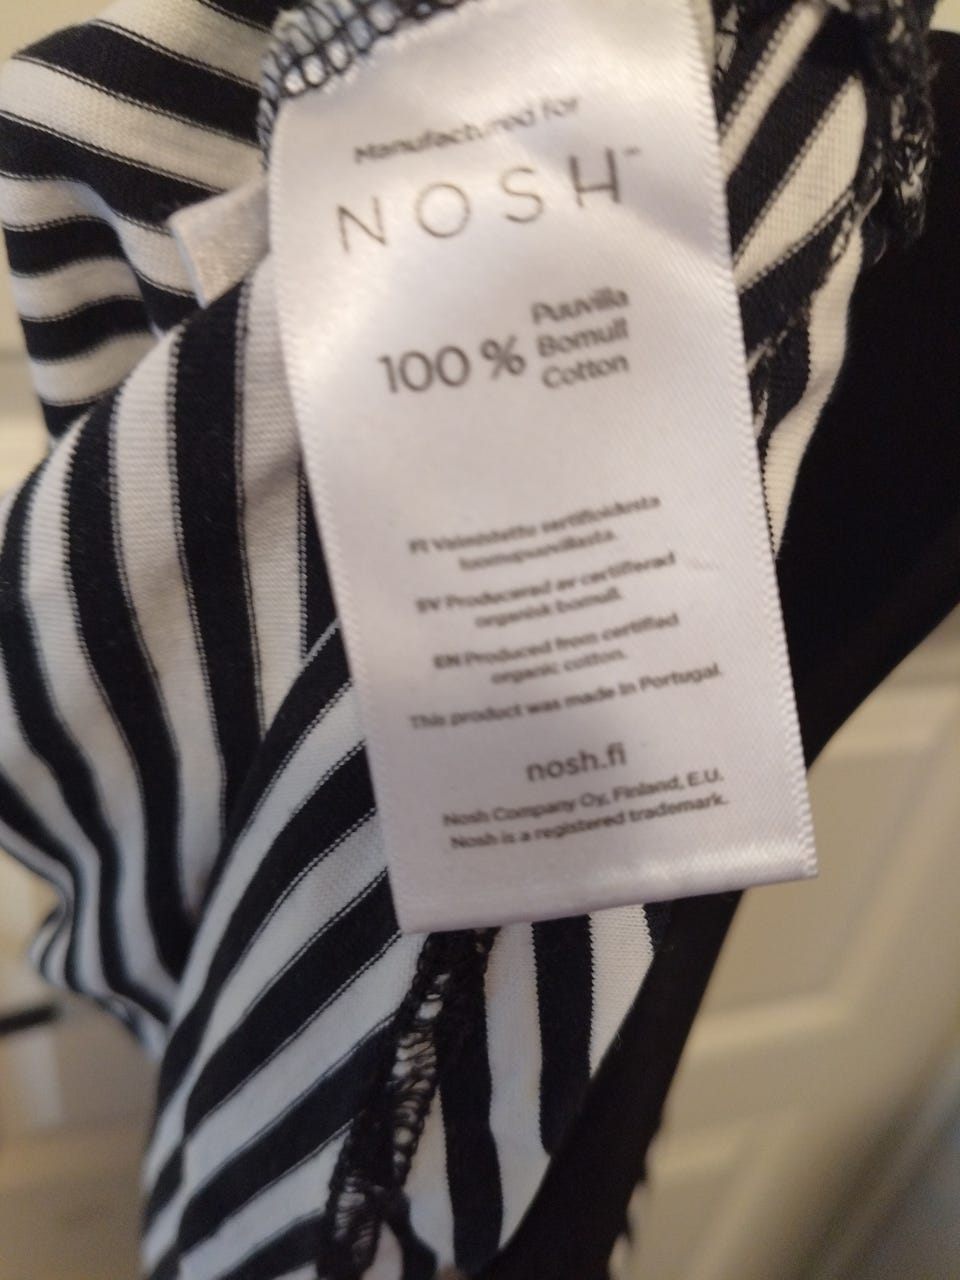 Manufactured for
NOSH™
100 % Puuvilla
Bomull
Cotton
FI Valmistettu sertifioidusta
luomupuuvillasta.
SV Producerad av certifierad
organisk bomull.
EN Produced from certified
organic cotton.
This product was made in Portugal.
nosh.fi
Nosh Company Oy, Finland, E.U.
Nosh is a registered trademark.